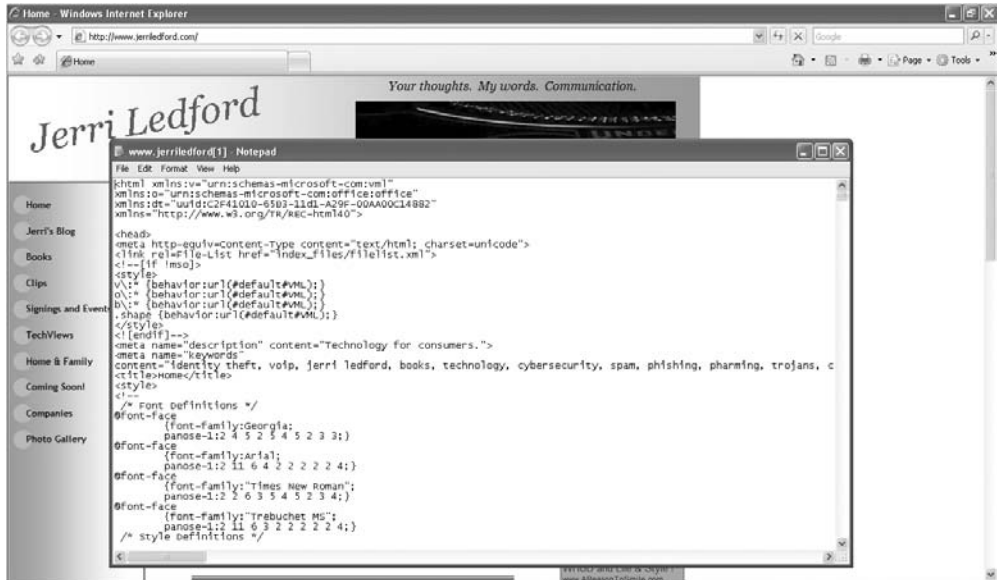 Home - Windows Internet Explorer
http://www.jerriledford.com/
Google
Home
Page
Tools
Jerri Ledford
Your thoughts. My words. Communication.
www.jerriledford[1] - Notepad
File Edit Format View Help
<html xmlns:v="urn:schemas-microsoft-com:vml"
xmlns:o="urn:schemas-microsoft-com:office:office"
xmlns:dt="uuid:C2F41010-65B3-11d1-A29F-00AA00C14882"
xmlns="http://www.w3.org/TR/REC-html40">
<head>
<meta http-equiv=Content-Type content="text/html; charset=unicode">
<link rel=File-List href="index_files/filelist.xml">
<!--[if !mso]>
<style>
v\:* {behavior:url(#default#VML);}
o\:* {behavior:url(#default#VML);}
b\:* {behavior:url(#default#VML);}
.shape {behavior:url(#default#VML);}
</style>
<![endif]-->
<meta name="description" content="Technology for consumers.">
<meta name="keywords"
content="identity theft, voip, jerri ledford, books, technology, cybersecurity, spam, phishing, pharming, trojans, c
<title>Home</title>
<style>
<!--
/* Font Definitions */
@font-face
{font-family:Georgia;
panose-1:2 4 5 2 5 4 5 2 3 3;}
@font-face
{font-family:Arial;
panose-1:2 11 6 4 2 2 2 2 2 4;}
@font-face
{font-family:"Times New Roman";
panose-1:2 2 6 3 5 4 5 2 3 4;}
@font-face
{font-family:"Trebuchet MS";
panose-1:2 11 6 3 2 2 2 2 2 4;}
/* Style Definitions */
Home
Jerri's Blog
Books
Clips
Signings and Events
TechViews
Home & Family
Coming Soon!
Companies
Photo Gallery